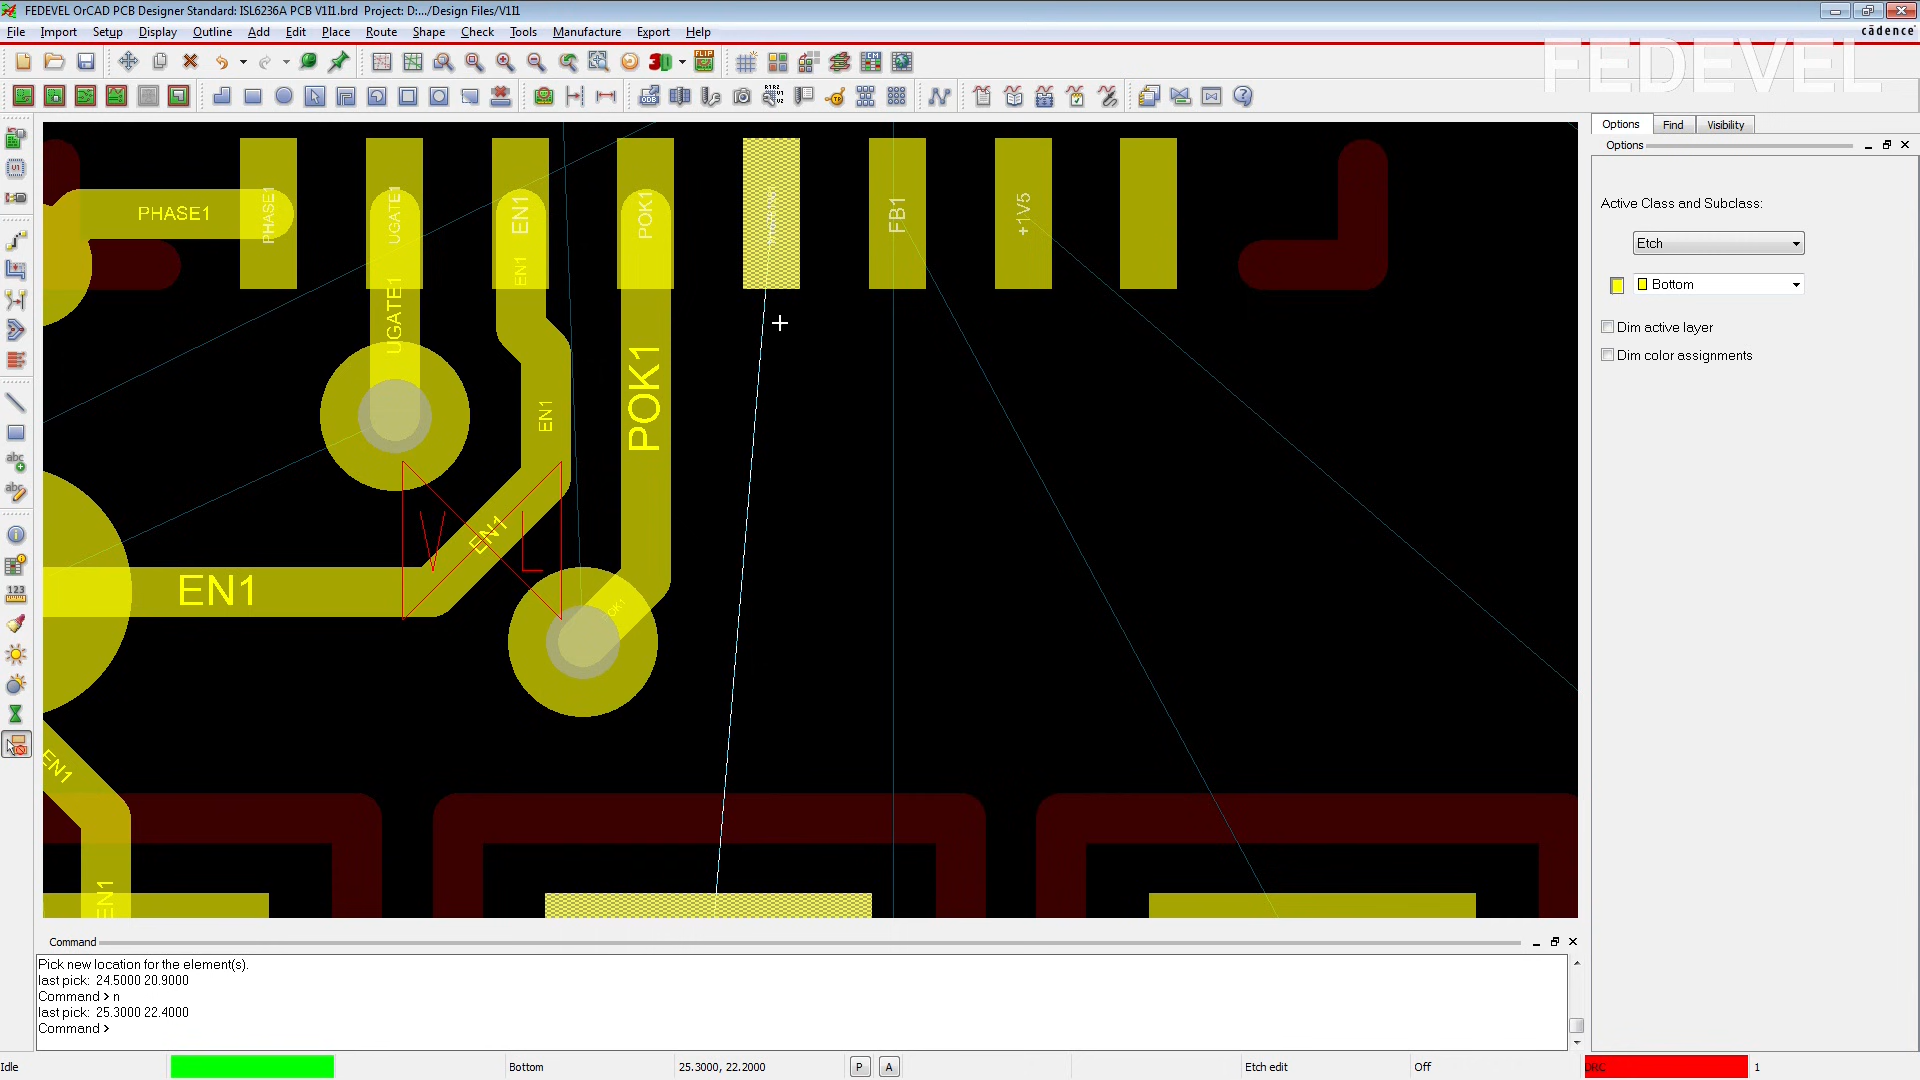 FEDEVEL OrCAD PCB Designer Standard: ISL6236A PCB V1I1.brd  Project: D:.../Design Files/V1I1
File Import Setup Display Outline Add Edit Place Route Shape Check Tools Manufacture Export Help
cādence
FEDEVEL
3D
FLIP
Options Find Visibility
Options
Active Class and Subclass:
Etch
Bottom
Dim active layer
Dim color assignments
PHASE1
PHASE1
UGATE1
UGATE1
EN1
EN1
EN1
EN1
EN1
POK1
POK1
FB1
+1V5
EN1
EN1
V L
Command
Pick new location for the element(s).
last pick:  24.5000 20.9000
Command > n
last pick:  25.3000 22.4000
Command >
Idle
Bottom
25.3000, 22.2000
P
A
Etch edit
Off
DRC
1